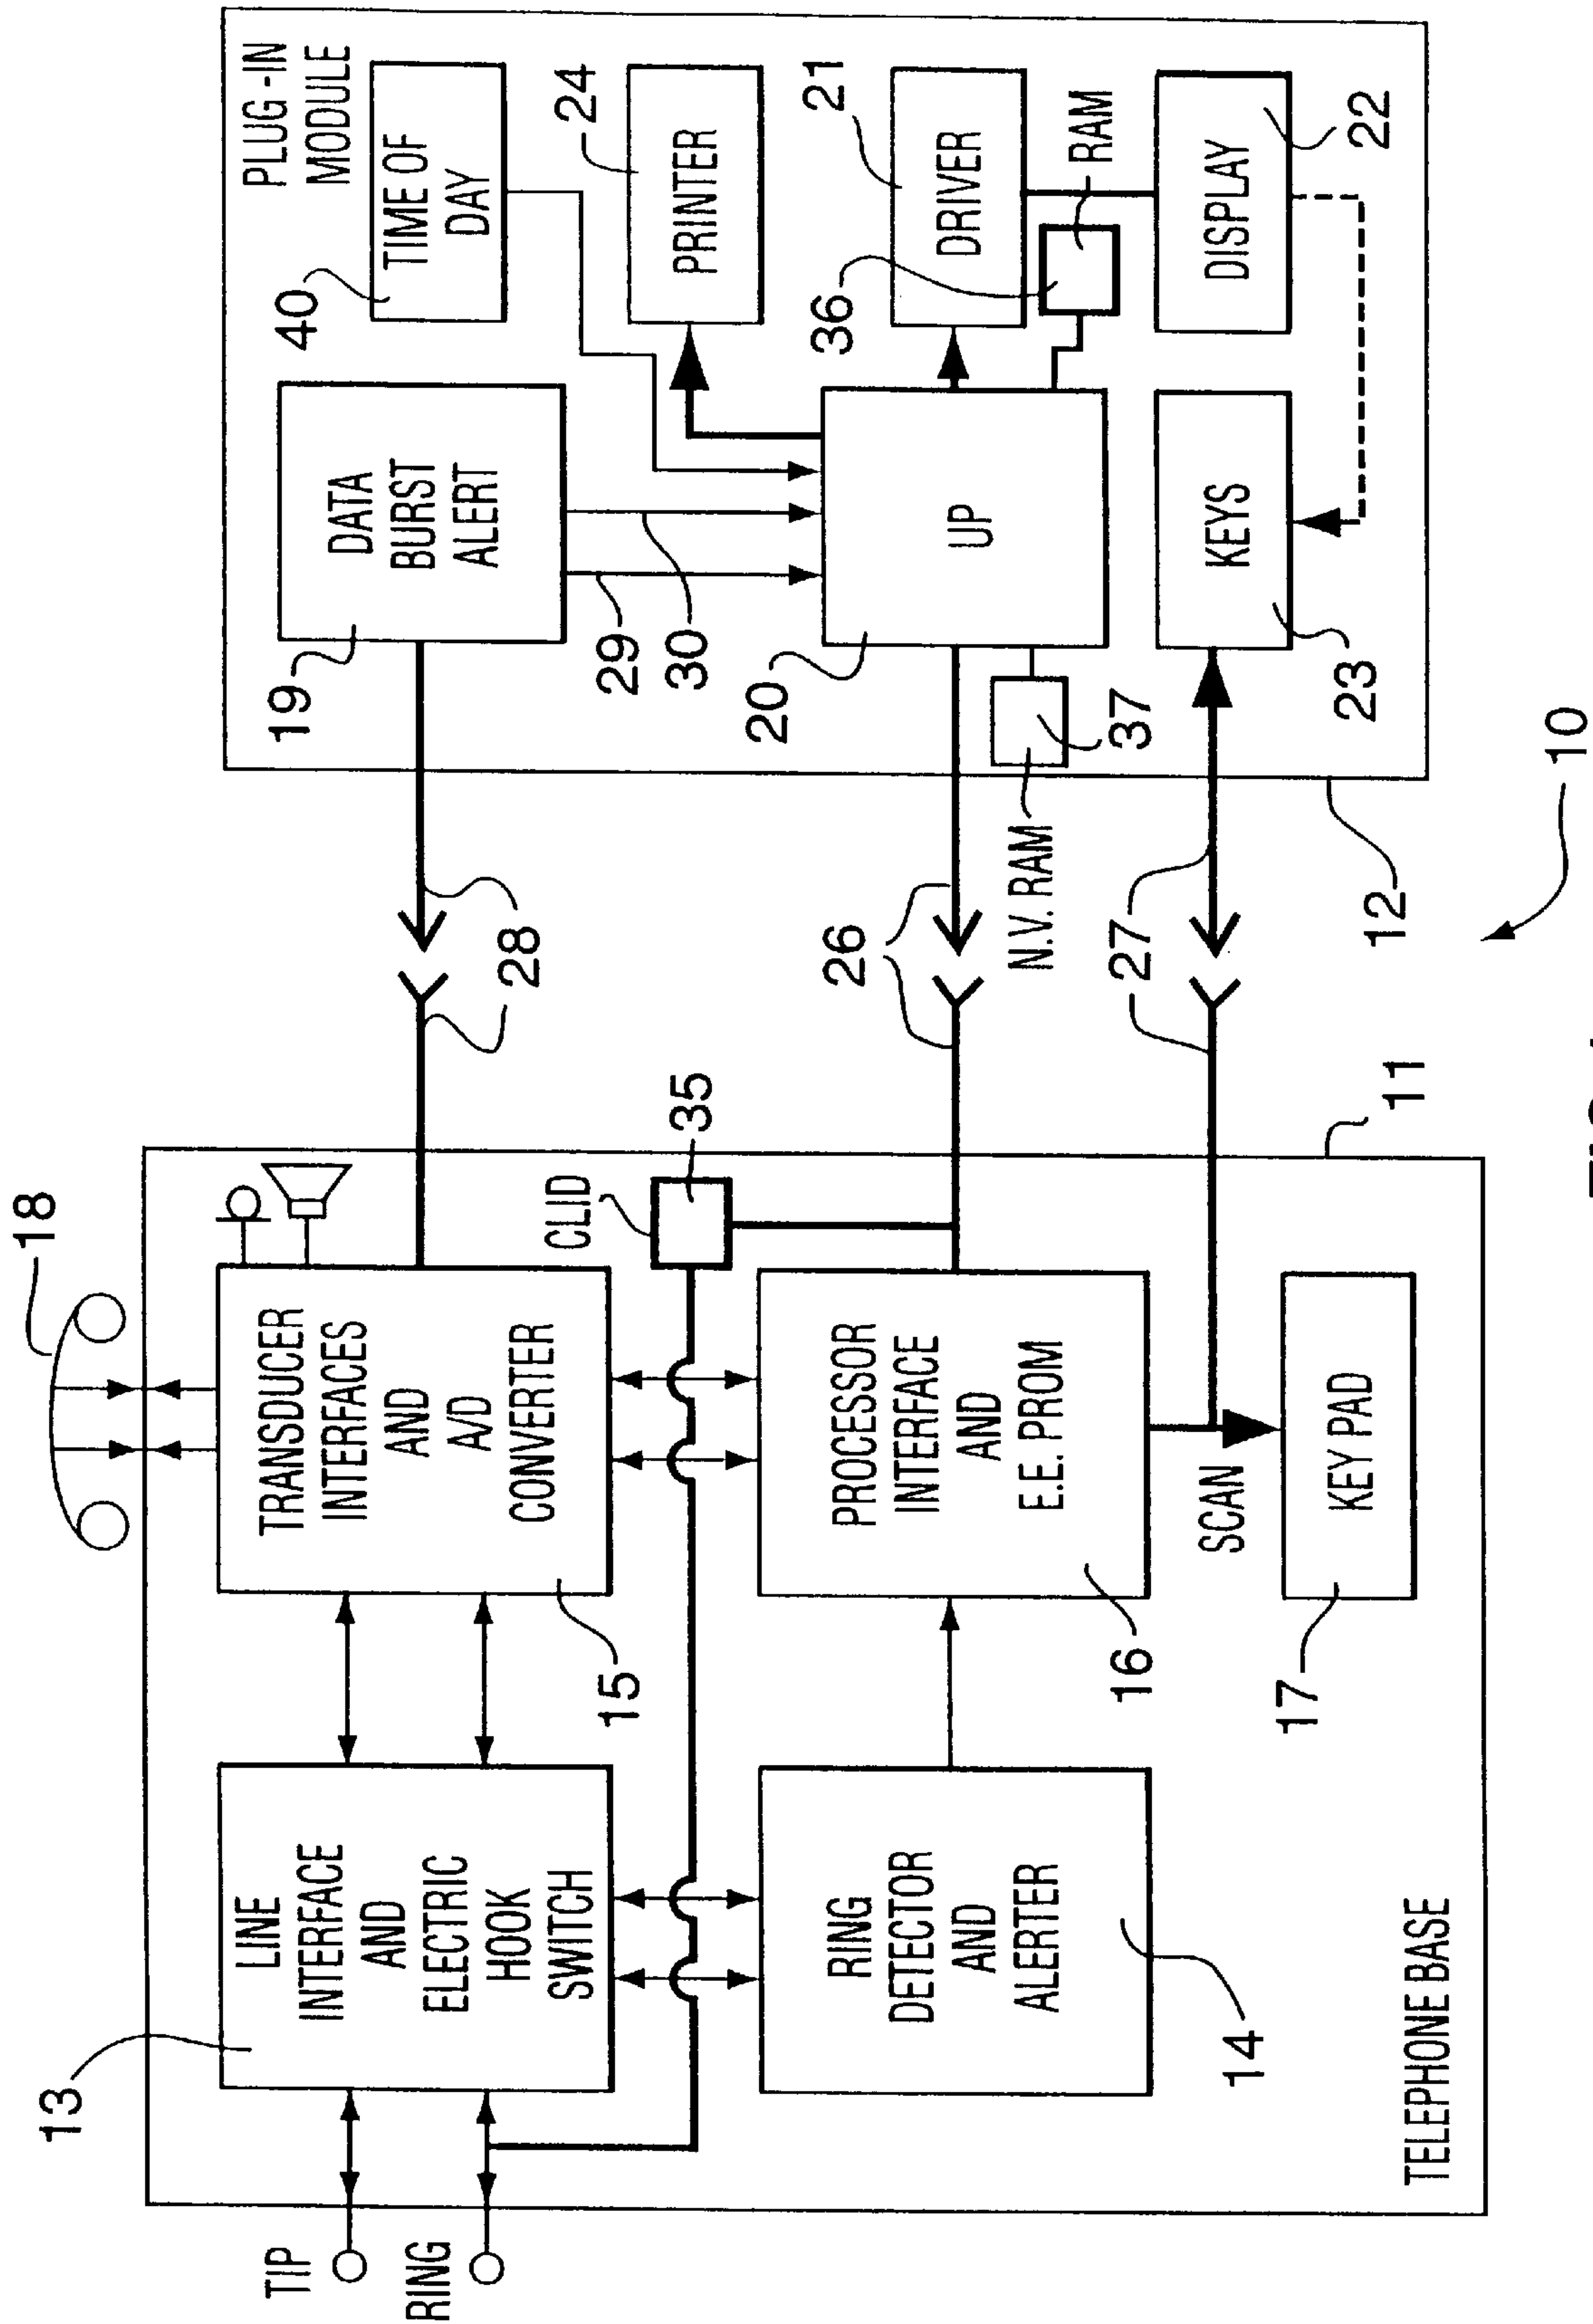 18
13
TIP
RING
LINE
INTERFACE
AND
ELECTRIC
HOOK
SWITCH
TRANSDUCER
INTERFACES
AND
A/D
CONVERTER
15
CLID
35
28
RING
DETECTOR
AND
ALERTER
14
PROCESSOR
INTERFACE
AND
E.E. PROM
16
26
SCAN
27
KEY PAD
17
TELEPHONE BASE
11
PLUG-IN
MODULE
19
DATA
BURST
ALERT
40
TIME OF
DAY
29
30
24
PRINTER
20
UP
36
21
DRIVER
RAM
N.V. RAM
37
KEYS
23
DISPLAY
22
12
10